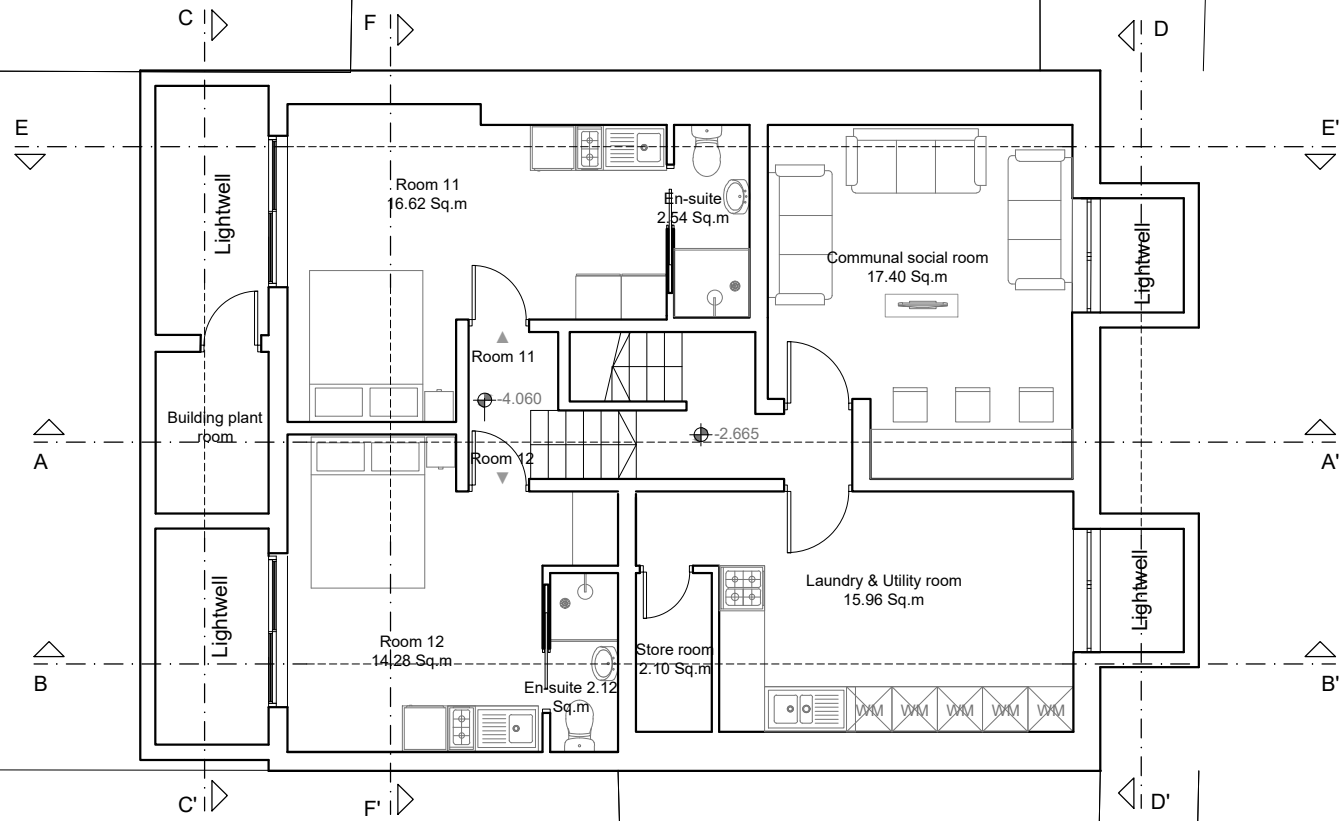 C
F
D
E
E'
Lightwell
Room 11
16.62 Sq.m
En-suite
2.54 Sq.m
Communal social room
17.40 Sq.m
Lightwell
Room 11
-4.060
Building plant
room
-2.665
A
A'
Room 12
Lightwell
Laundry & Utility room
15.96 Sq.m
Lightwell
Room 12
14.28 Sq.m
Store room
2.10 Sq.m
En-suite 2.12
Sq.m
B
B'
WM
WM
WM
WM
WM
C'
F'
D'